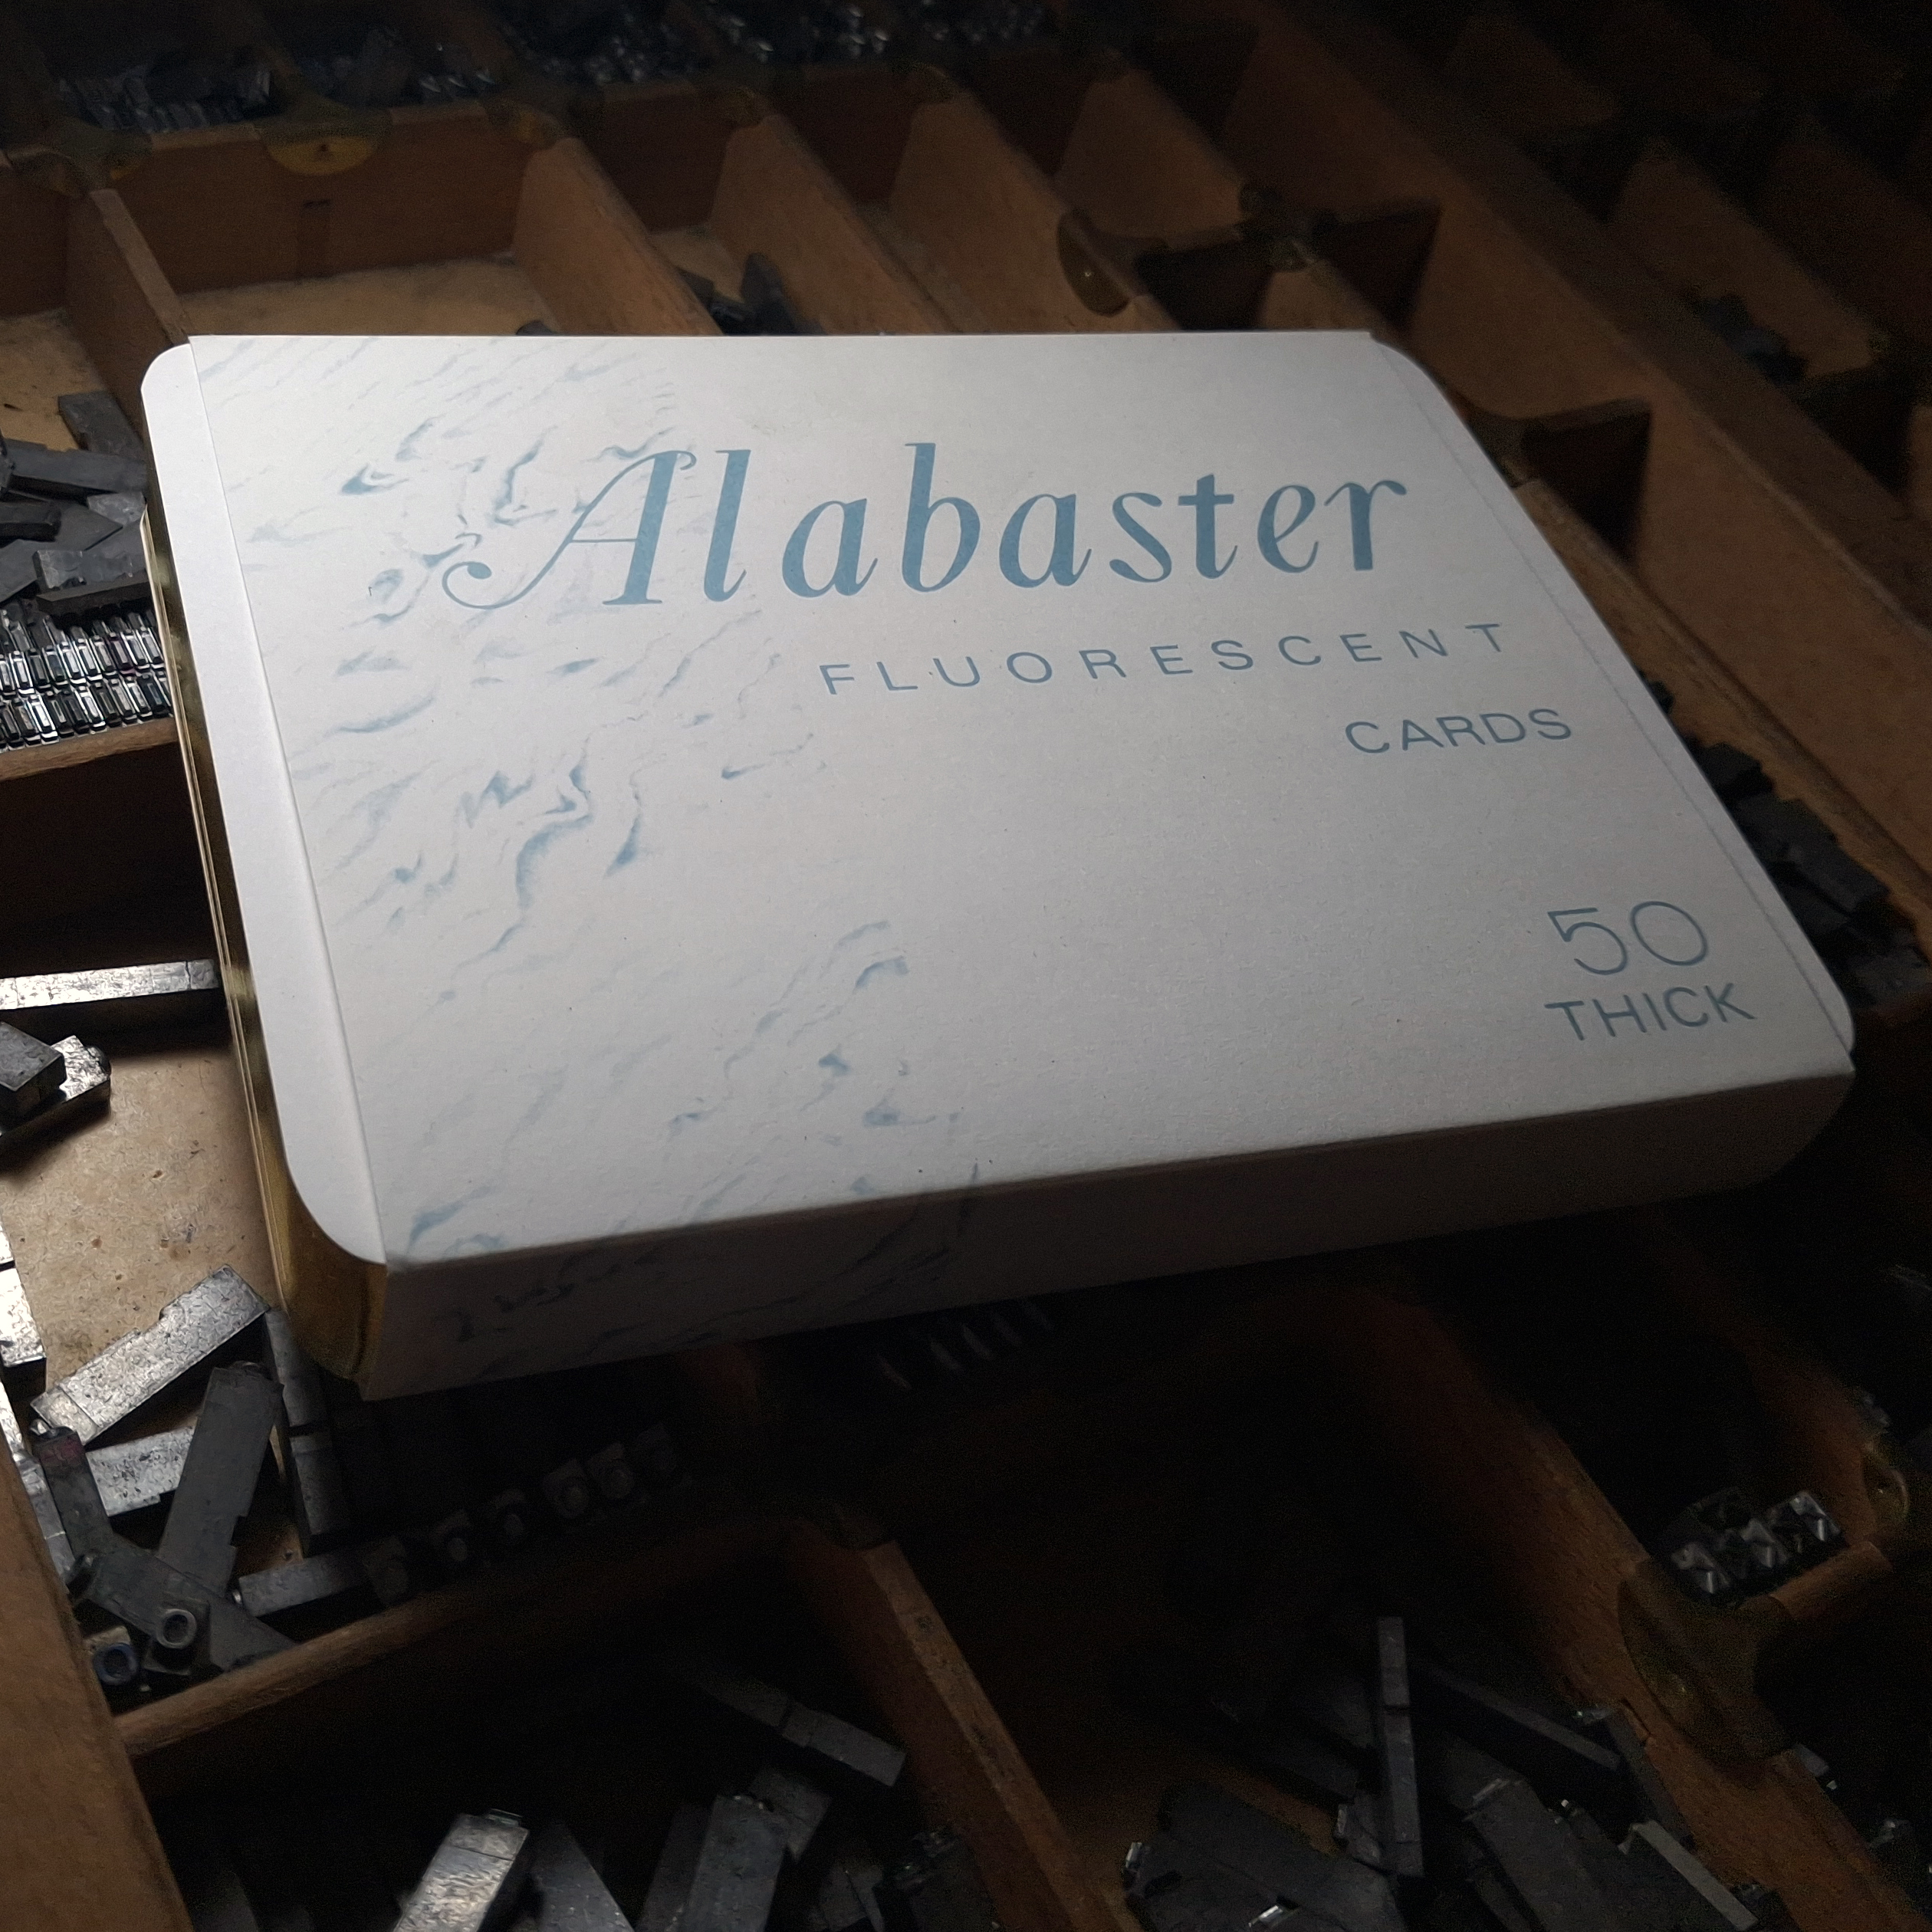 Alabaster
FLUORESCENT
CARDS
50
THICK